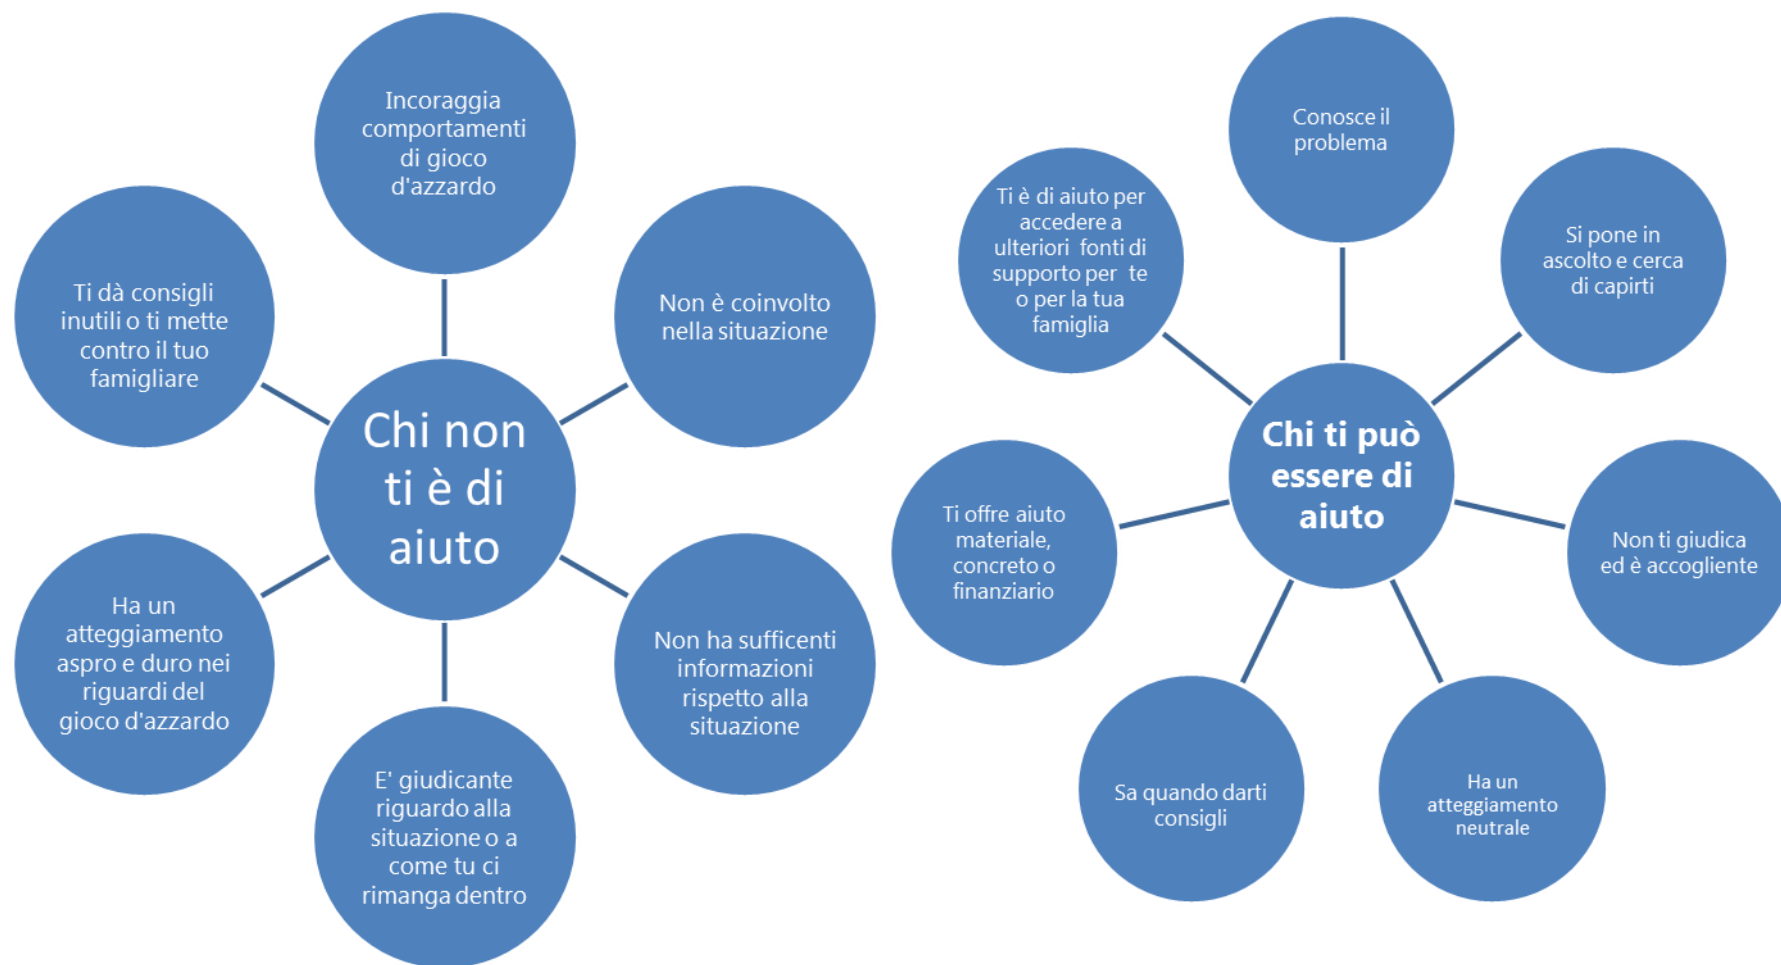 Chi non
ti è di
aiuto
Incoraggia
comportamenti
di gioco
d'azzardo
Non è coinvolto
nella situazione
Non ha sufficenti
informazioni
rispetto alla
situazione
E' giudicante
riguardo alla
situazione o a
come tu ci
rimanga dentro
Ha un
atteggiamento
aspro e duro nei
riguardi del
gioco d'azzardo
Ti dà consigli
inutili o ti mette
contro il tuo
famigliare
Chi ti può
essere di
aiuto
Conosce il
problema
Si pone in
ascolto e cerca
di capirti
Non ti giudica
ed è accogliente
Ha un
atteggiamento
neutrale
Sa quando darti
consigli
Ti offre aiuto
materiale,
concreto o
finanziario
Ti è di aiuto per
accedere a
ulteriori fonti di
supporto per te
o per la tua
famiglia